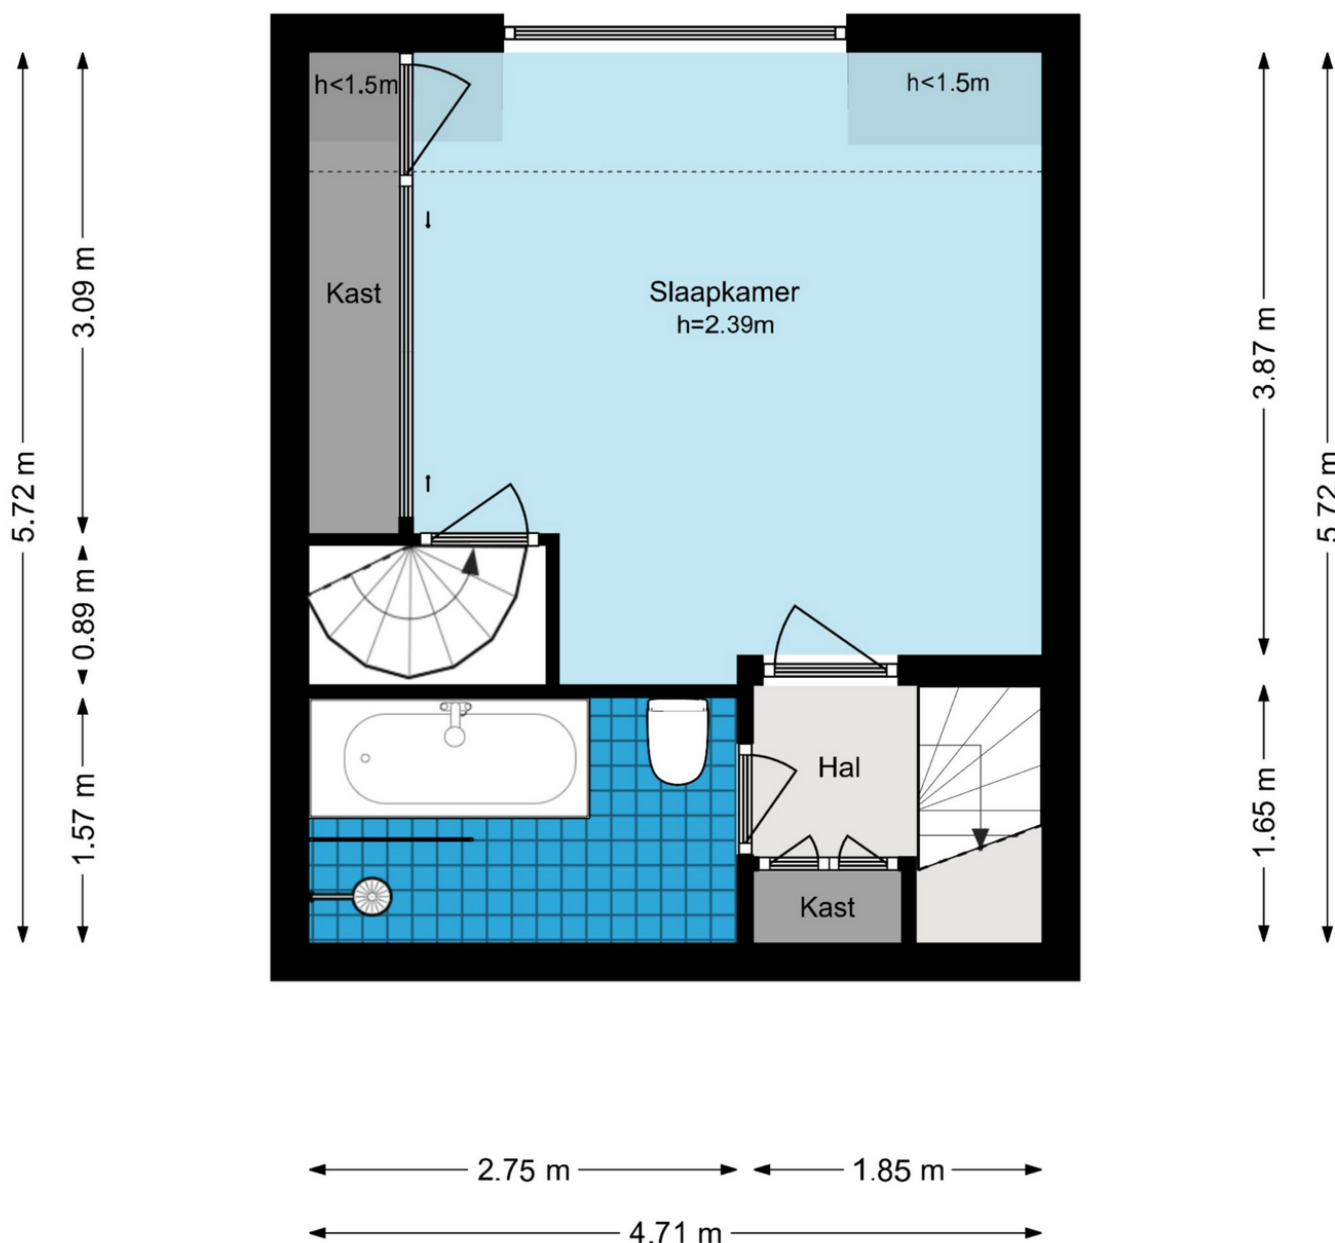 h<1.5m
h<1.5m
Kast
Slaapkamer
h=2.39m
5.72 m
3.09 m
0.89 m
1.57 m
3.87 m
1.65 m
5.72 m
Hal
Kast
2.75 m
1.85 m
4.71 m